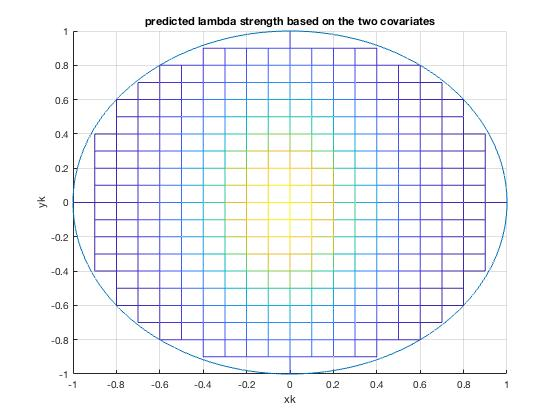 predicted lambda strength based on the two covariates
1
0.8
0.6
0.4
0.2
0
-0.2
-0.4
-0.6
-0.8
-1
yk
-1 -0.8 -0.6 -0.4 -0.2 0 0.2 0.4 0.6 0.8 1
xk